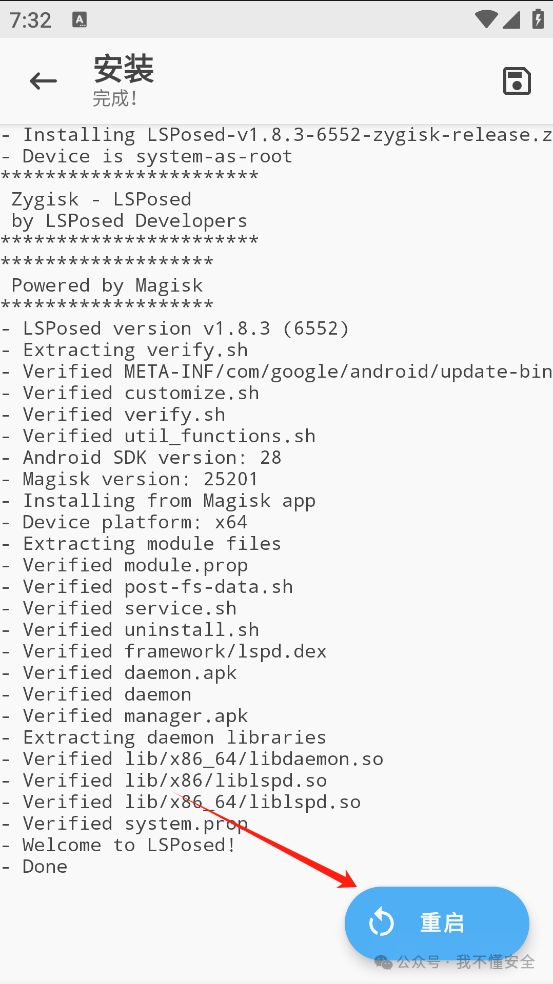 7:32 A
安装
完成！
- Installing LSPosed-v1.8.3-6552-zygisk-release.z
- Device is system-as-root
***********************
Zygisk - LSPosed
by LSPosed Developers
***********************
*******************
Powered by Magisk
*******************
- LSPosed version v1.8.3 (6552)
- Extracting verify.sh
- Verified META-INF/com/google/android/update-bin
- Verified customize.sh
- Verified verify.sh
- Verified util_functions.sh
- Android SDK version: 28
- Magisk version: 25201
- Installing from Magisk app
- Device platform: x64
- Extracting module files
- Verified module.prop
- Verified post-fs-data.sh
- Verified service.sh
- Verified uninstall.sh
- Verified framework/lspd.dex
- Verified daemon.apk
- Verified daemon
- Verified manager.apk
- Extracting daemon libraries
- Verified lib/x86_64/libdaemon.so
- Verified lib/x86/liblspd.so
- Verified lib/x86_64/liblspd.so
- Verified system.prop
- Welcome to LSPosed!
- Done
重启
公众号 · 我不懂安全